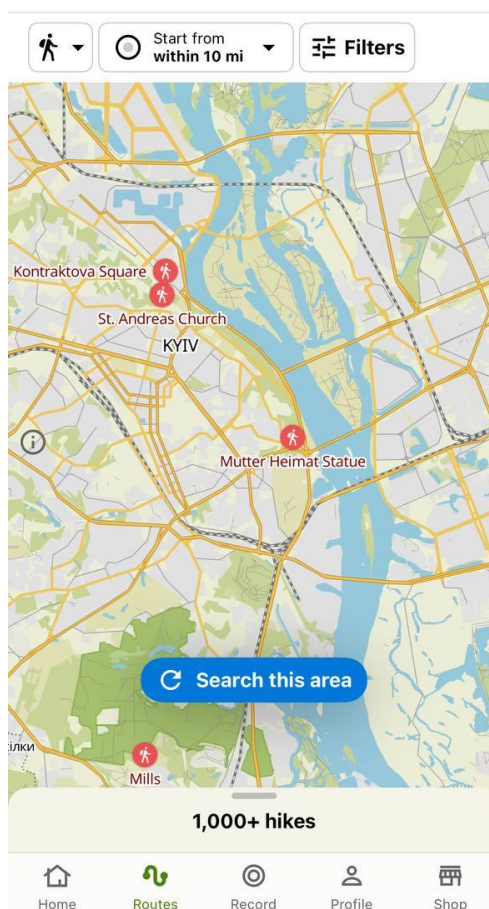 Start from
within 10 mi
Filters
Kontraktova Square
St. Andreas Church
KYIV
Mutter Heimat Statue
Search this area
ілки
Mills
1,000+ hikes
Home
Routes
Record
Profile
Shop